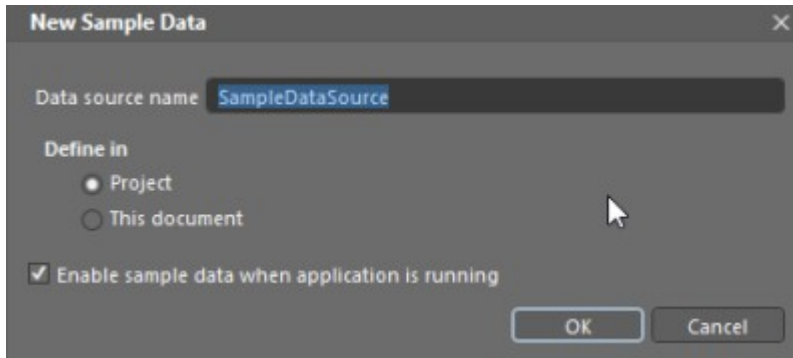 New Sample Data
Data source name SampleDataSource
Define in
Project
This document
Enable sample data when application is running
OK Cancel